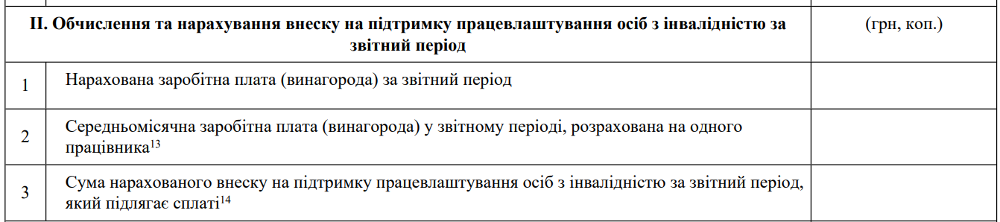 ІІ. Обчислення та нарахування внеску на підтримку працевлаштування осіб з інвалідністю за
звітний період
(грн, коп.)
1
Нарахована заробітна плата (винагорода) за звітний період
2
Середньомісячна заробітна плата (винагорода) у звітному періоді, розрахована на одного
працівника¹³
3
Сума нарахованого внеску на підтримку працевлаштування осіб з інвалідністю за звітний період,
який підлягає сплаті¹⁴